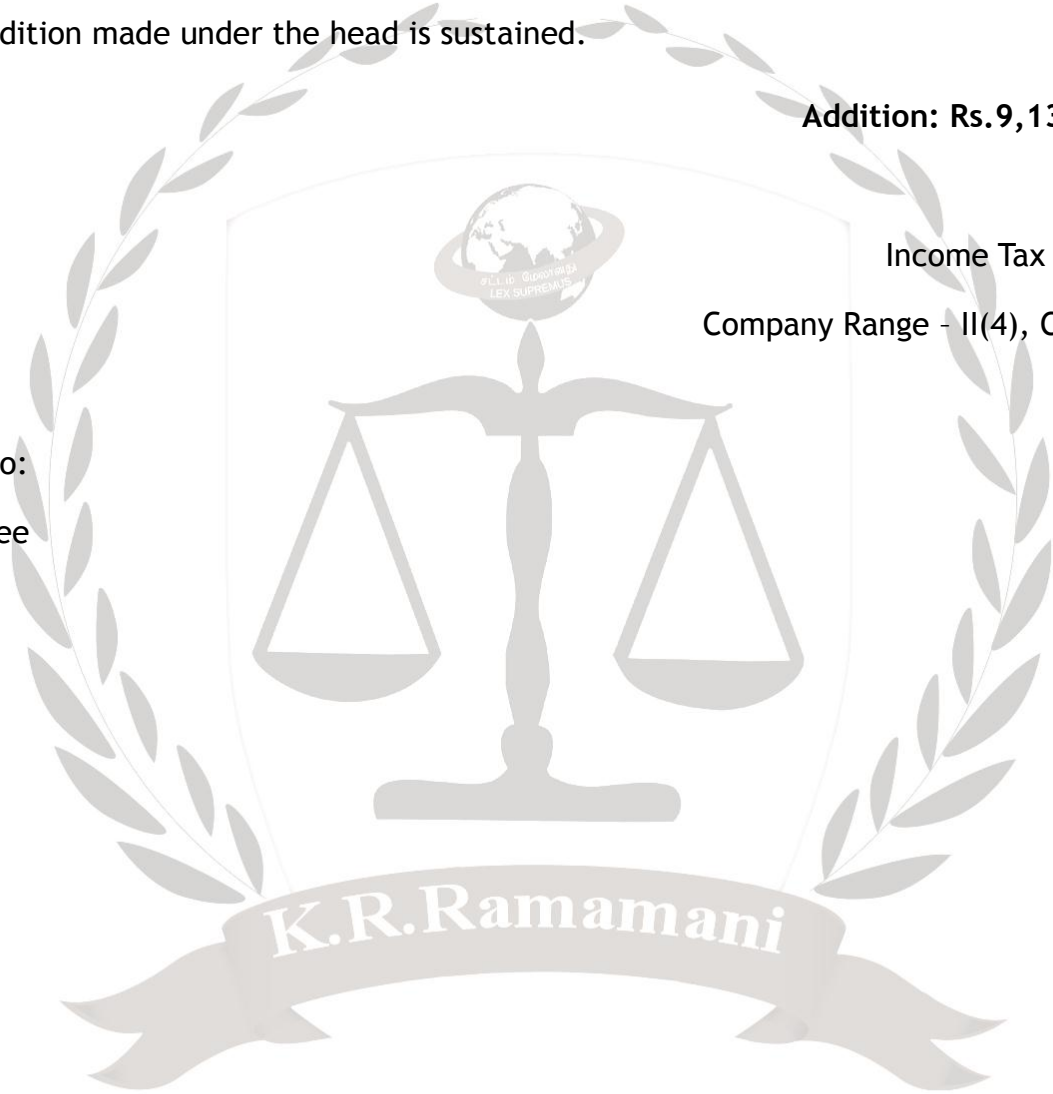 dition made under the head is sustained.
Addition: Rs.9,13
Income Tax
Company Range – II(4), C
o:
ee
LEX SUPREMUS
K.R.Ramamani